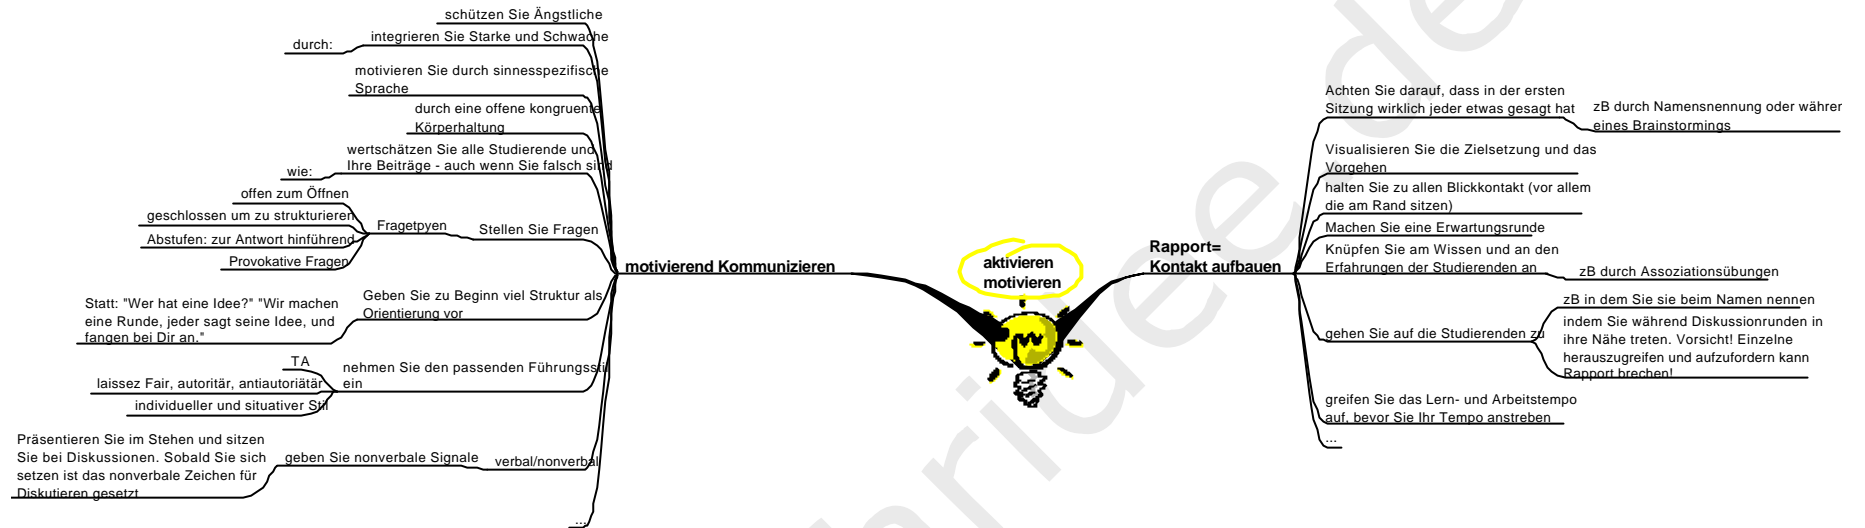 aktivieren
motivieren
motivierend Kommunizieren
schützen Sie Ängstliche
integrieren Sie Starke und Schwache
durch:
motivieren Sie durch sinnesspezifische
Sprache
durch eine offene kongruente
Körperhaltung
wertschätzen Sie alle Studierende und
Ihre Beiträge - auch wenn Sie falsch sind
wie:
Stellen Sie Fragen
Fragetpyen
offen zum Öffnen
geschlossen um zu strukturieren
Abstufen: zur Antwort hinführend
Provokative Fragen
Geben Sie zu Beginn viel Struktur als
Orientierung vor
Statt: "Wer hat eine Idee?" "Wir machen
eine Runde, jeder sagt seine Idee, und
fangen bei Dir an."
nehmen Sie den passenden Führungsstil
ein
TA
laissez Fair, autoritär, antiautoriätär
individueller und situativer Stil
verbal/nonverbal
geben Sie nonverbale Signale
Präsentieren Sie im Stehen und sitzen
Sie bei Diskussionen. Sobald Sie sich
setzen ist das nonverbale Zeichen für
Diskutieren gesetzt
...
Rapport=
Kontakt aufbauen
Achten Sie darauf, dass in der ersten
Sitzung wirklich jeder etwas gesagt hat
zB durch Namensnennung oder währer
eines Brainstormings
Visualisieren Sie die Zielsetzung und das
Vorgehen
halten Sie zu allen Blickkontakt (vor allem
die am Rand sitzen)
Machen Sie eine Erwartungsrunde
Knüpfen Sie am Wissen und an den
Erfahrungen der Studierenden an
zB durch Assoziationsübungen
gehen Sie auf die Studierenden zu
zB in dem Sie sie beim Namen nennen
indem Sie während Diskussionrunden in
ihre Nähe treten. Vorsicht! Einzelne
herauszugreifen und aufzufordern kann
Rapport brechen!
greifen Sie das Lern- und Arbeitstempo
auf, bevor Sie Ihr Tempo anstreben
...